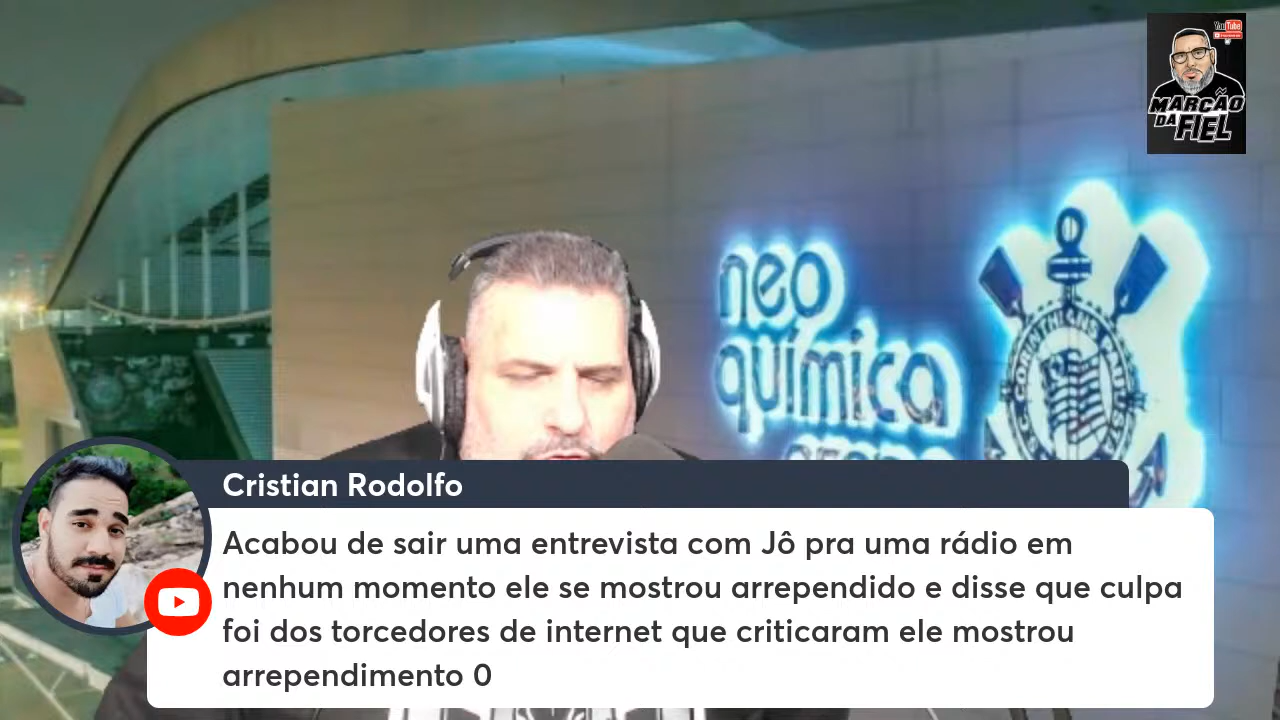 YouTube
MARCÃO
DA FIEL
neo
química
CORINTHIANS
Cristian Rodolfo
Acabou de sair uma entrevista com Jô pra uma rádio em
nenhum momento ele se mostrou arrependido e disse que culpa
foi dos torcedores de internet que criticaram ele mostrou
arrependimento 0